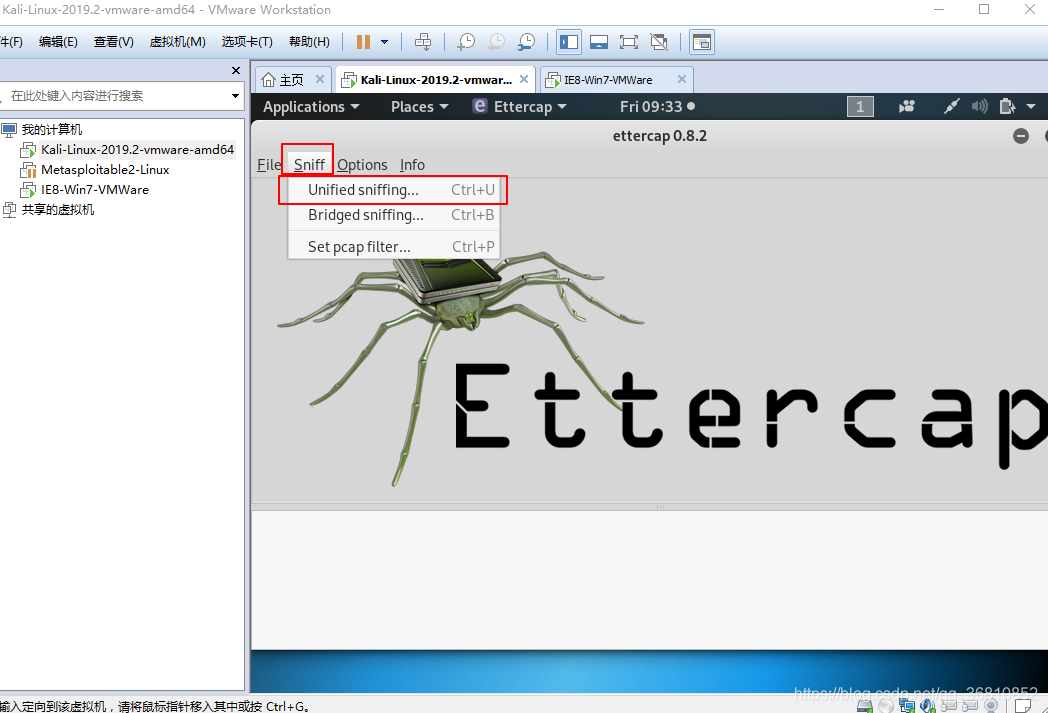 Kali-Linux-2019.2-vmware-amd64 - VMware Workstation
件(F) 编辑(E) 查看(V) 虚拟机(M) 选项卡(T) 帮助(H)
在此处键入内容进行搜索
我的计算机
Kali-Linux-2019.2-vmware-amd64
Metasploitable2-Linux
IE8-Win7-VMWare
共享的虚拟机
主页 Kali-Linux-2019.2-vmwar... IE8-Win7-VMWare
Applications Places Ettercap Fri 09:33 1
ettercap 0.8.2
File Sniff Options Info
Unified sniffing... Ctrl+U
Bridged sniffing... Ctrl+B
Set pcap filter... Ctrl+P
Ettercap
https://blog.csdn.net/qq_36810852
输入定向到该虚拟机，请将鼠标指针移入其中或按 Ctrl+G。